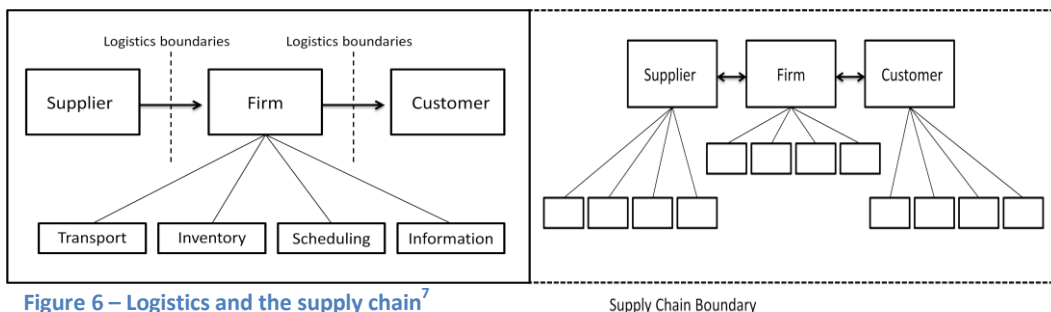 Logistics boundaries Logistics boundaries
Supplier Firm Customer
Transport Inventory Scheduling Information
Supplier Firm Customer
Figure 6 – Logistics and the supply chain7
Supply Chain Boundary